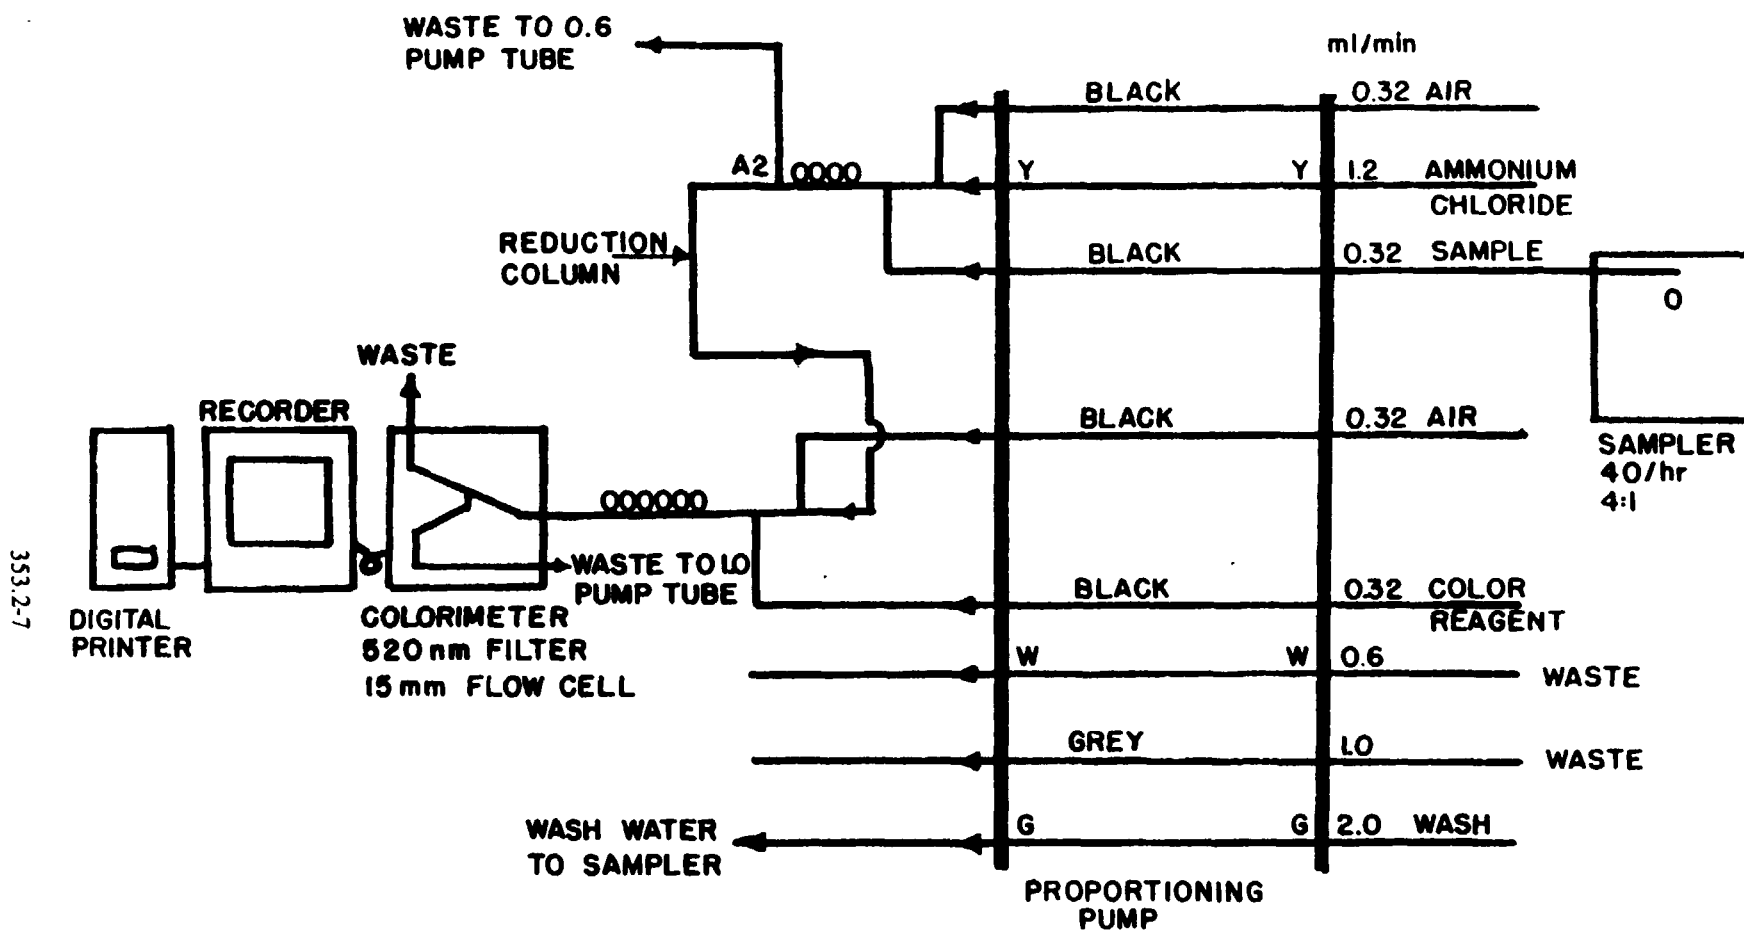 WASTE TO 0.6
PUMP TUBE
ml/min
BLACK
0.32 AIR
A2
Y
Y
1.2 AMMONIUM
CHLORIDE
REDUCTION
COLUMN
BLACK
0.32 SAMPLE
WASTE
RECORDER
BLACK
0.32 AIR
SAMPLER
40/hr
4:1
WASTE TO 1.0
PUMP TUBE
BLACK
0.32 COLOR
REAGENT
DIGITAL
PRINTER
COLORIMETER
520 nm FILTER
15 mm FLOW CELL
W
W
0.6
WASTE
GREY
1.0
WASTE
WASH WATER
TO SAMPLER
G
G
2.0 WASH
PROPORTIONING
PUMP
353.2-7